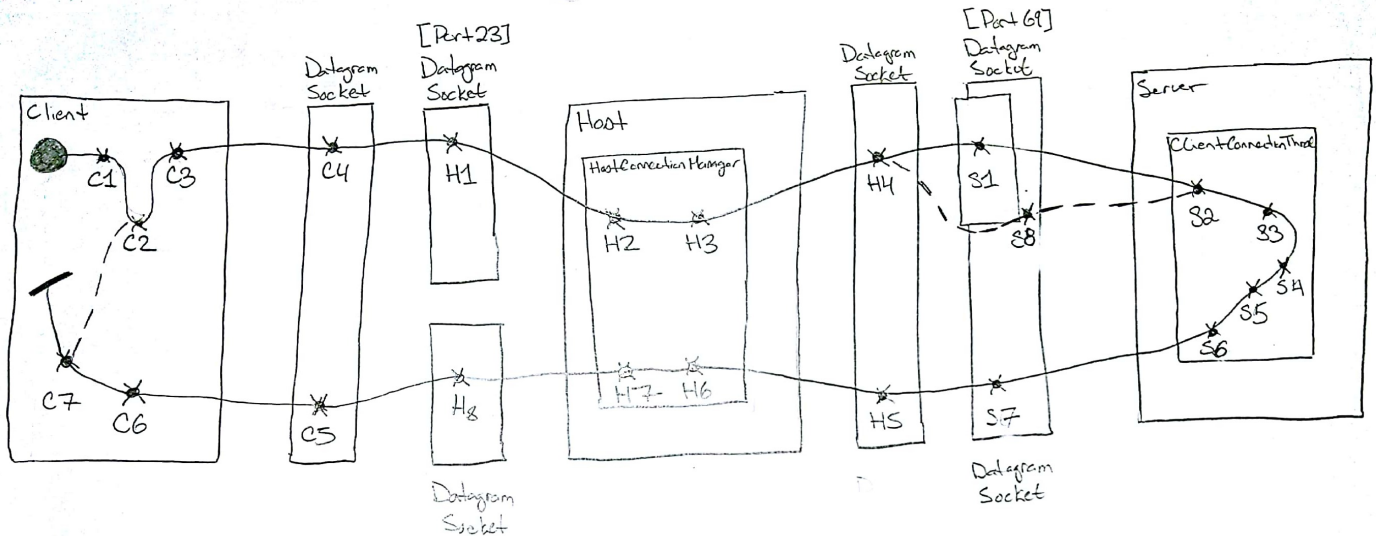 [Port 23]
Datagram
Socket
[Port 69]
Datagram
Socket
Datagram
Socket
Datagram
Socket
Client
Host
Server
HostConnectionManager
ClientConnectionThread
C1
C3
C4
H1
H4
S1
C2
H2
H3
S8
S2
S3
S4
S5
S6
C7
C6
C5
H8
H7
H6
H5
S7
Datagram
Socket
Datagram
Socket